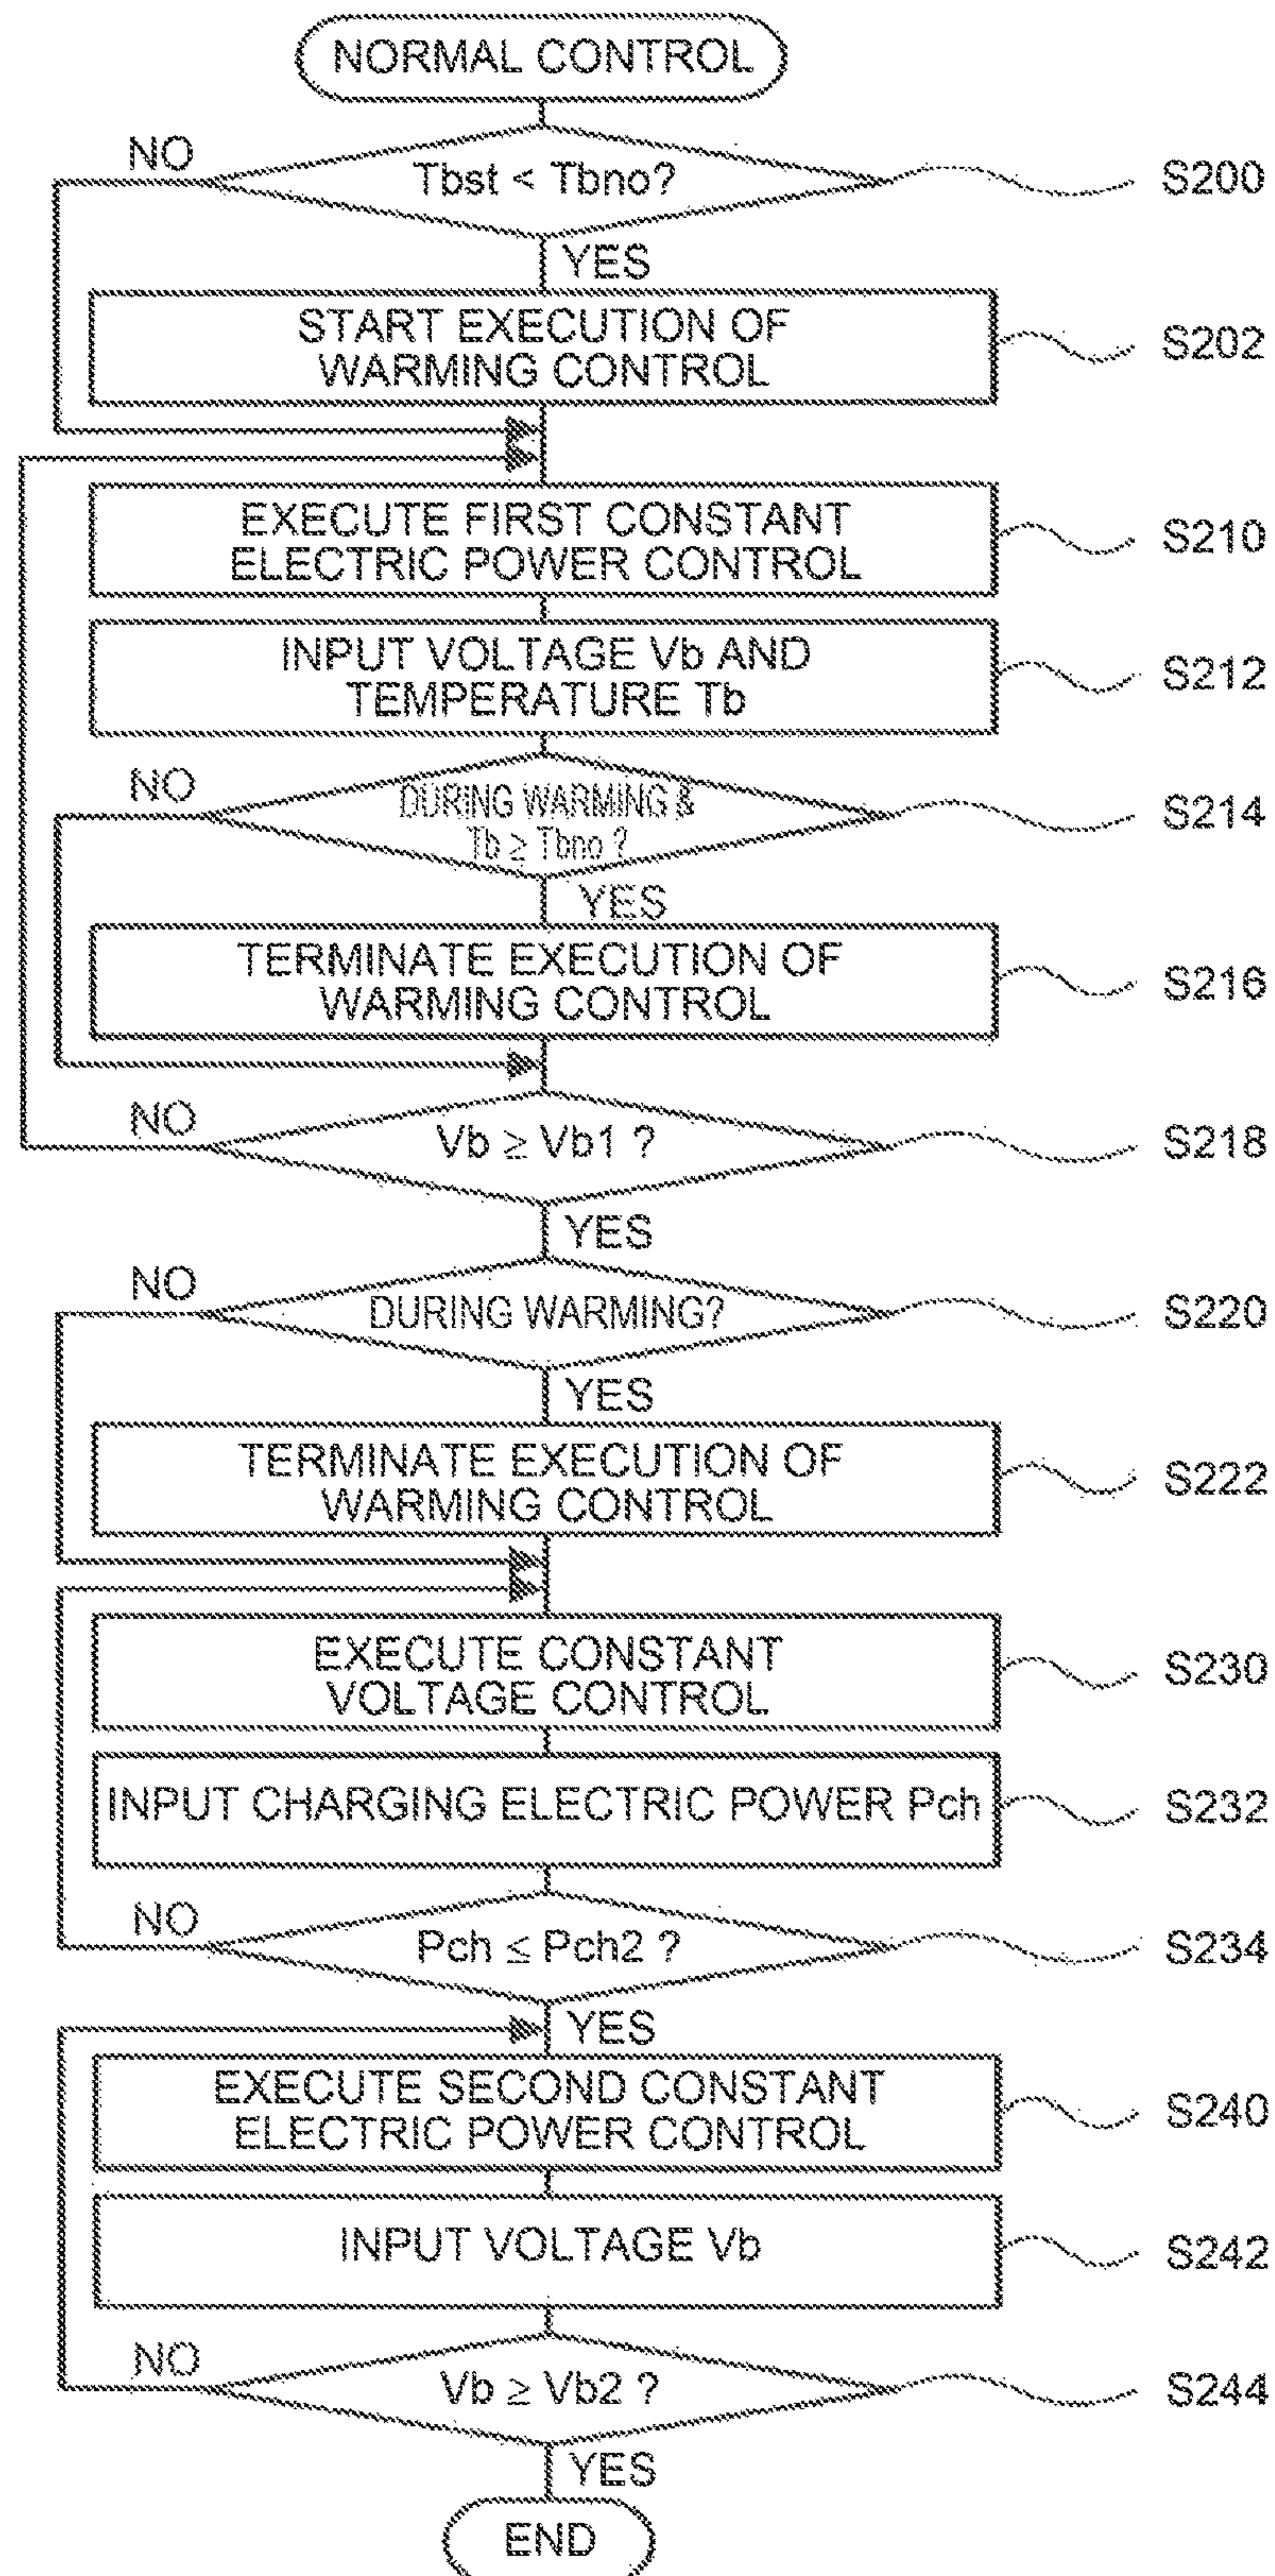 NORMAL CONTROL
NO
Tbst < Tbno?
S200
YES
START EXECUTION OF
WARMING CONTROL
S202
EXECUTE FIRST CONSTANT
ELECTRIC POWER CONTROL
S210
INPUT VOLTAGE Vb AND
TEMPERATURE Tb
S212
NO
DURING WARMING &
Tb ≥ Tbno ?
S214
YES
TERMINATE EXECUTION OF
WARMING CONTROL
S216
NO
Vb ≥ Vb1 ?
S218
YES
NO
DURING WARMING?
S220
YES
TERMINATE EXECUTION OF
WARMING CONTROL
S222
EXECUTE CONSTANT
VOLTAGE CONTROL
S230
INPUT CHARGING ELECTRIC POWER Pch
S232
NO
Pch ≤ Pch2 ?
S234
YES
EXECUTE SECOND CONSTANT
ELECTRIC POWER CONTROL
S240
INPUT VOLTAGE Vb
S242
NO
Vb ≥ Vb2 ?
S244
YES
END